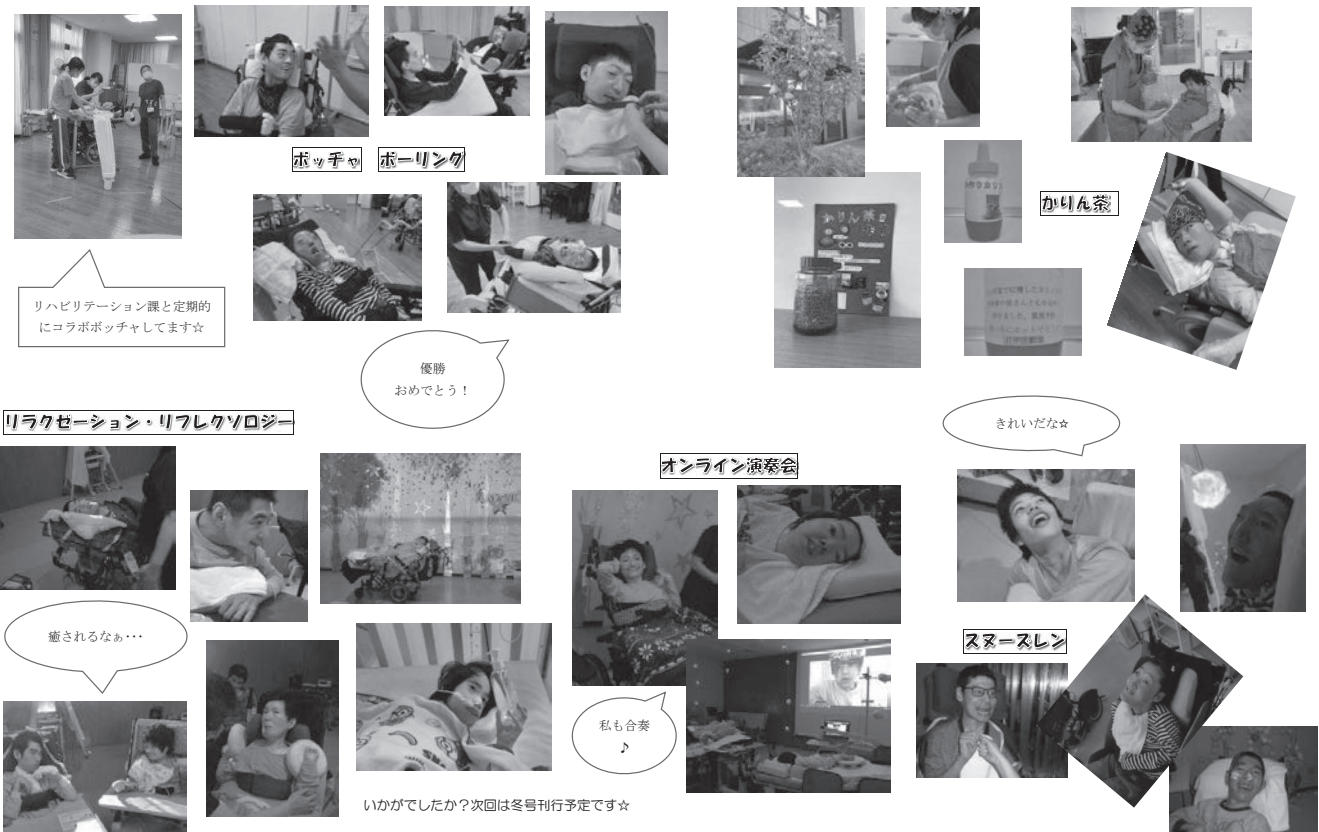 ボッチャ ボーリング
リハビリテーション課と定期的
にコラボボッチャしてます☆
優勝
おめでとう！
かりん茶
かりん茶
リラクゼーション・リフレクソロジー
癒されるなぁ･･･
オンライン演奏会
私も合奏
♪
きれいだな☆
スヌーズレン
いかがでしたか？次回は冬号刊行予定です☆